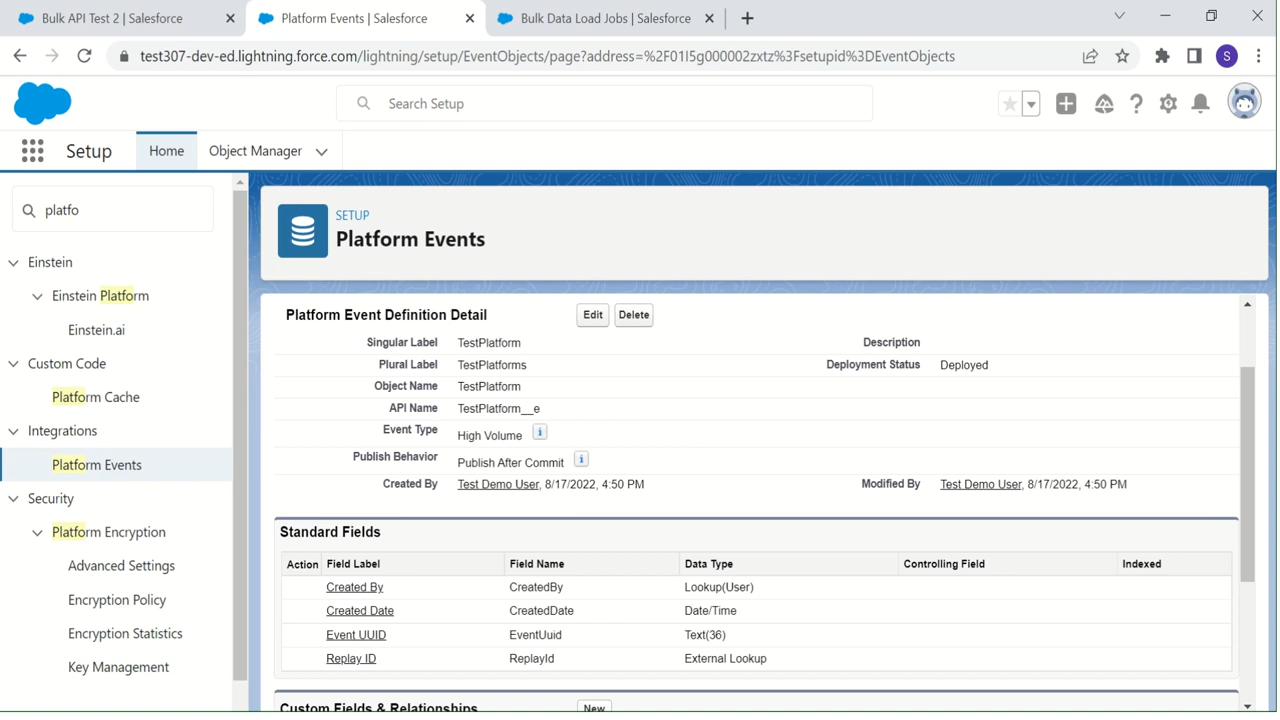 Bulk API Test 2 | Salesforce
Platform Events | Salesforce
Bulk Data Load Jobs | Salesforce
test307-dev-ed.lightning.force.com/lightning/setup/EventObjects/page?address=%2F01I5g000002zxtz%3Fsetupid%3DEventObjects
S
Search Setup
Setup
Home
Object Manager
platfo
Einstein
Einstein Platform
Einstein.ai
Custom Code
Platform Cache
Integrations
Platform Events
Security
Platform Encryption
Advanced Settings
Encryption Policy
Encryption Statistics
Key Management
SETUP
Platform Events
Platform Event Definition Detail Edit Delete
Singular Label TestPlatform Description
Plural Label TestPlatforms Deployment Status Deployed
Object Name TestPlatform
API Name TestPlatform__e
Event Type High Volume i
Publish Behavior Publish After Commit i
Created By Test Demo User, 8/17/2022, 4:50 PM Modified By Test Demo User, 8/17/2022, 4:50 PM
Standard Fields
Action Field Label Field Name Data Type Controlling Field Indexed
Created By CreatedBy Lookup(User)
Created Date CreatedDate Date/Time
Event UUID EventUuid Text(36)
Replay ID ReplayId External Lookup
Custom Fields & Relationships New